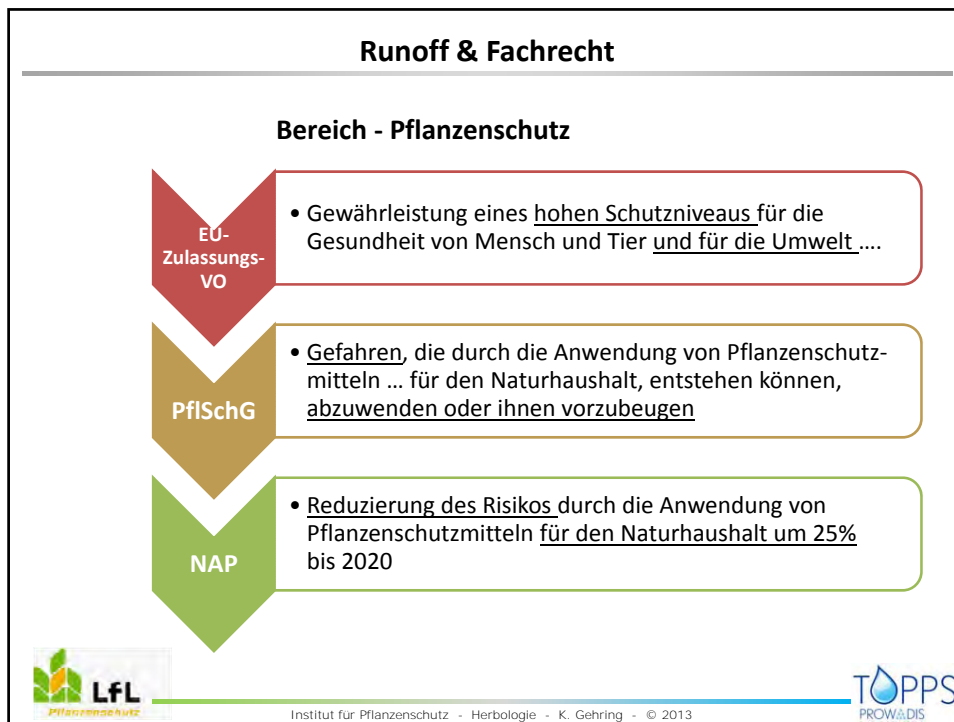 Runoff & Fachrecht
Bereich - Pflanzenschutz
EU-
Zulassungs-
VO
• Gewährleistung eines hohen Schutzniveaus für die
Gesundheit von Mensch und Tier und für die Umwelt ….
PflSchG
• Gefahren, die durch die Anwendung von Pflanzenschutz-
mitteln … für den Naturhaushalt, entstehen können,
abzuwenden oder ihnen vorzubeugen
NAP
• Reduzierung des Risikos durch die Anwendung von
Pflanzenschutzmitteln für den Naturhaushalt um 25%
bis 2020
LfL
Pflanzenschutz
Institut für Pflanzenschutz - Herbologie - K. Gehring - © 2013
TOPPS
PROWADIS